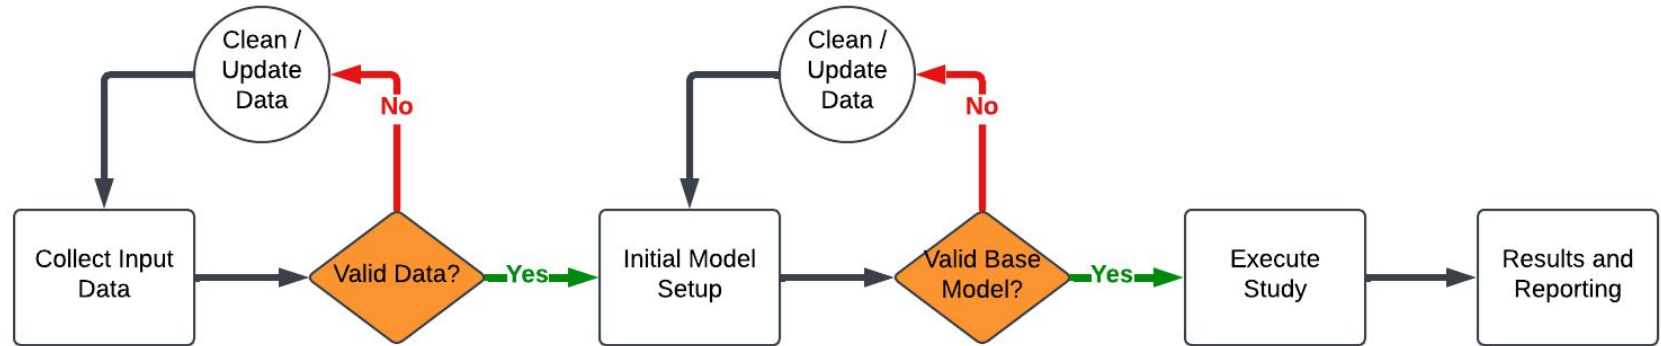 Clean /
Update
Data
No
Collect Input
Data
Valid Data?
Yes
Clean /
Update
Data
No
Initial Model
Setup
Valid Base
Model?
Yes
Execute
Study
Results and
Reporting